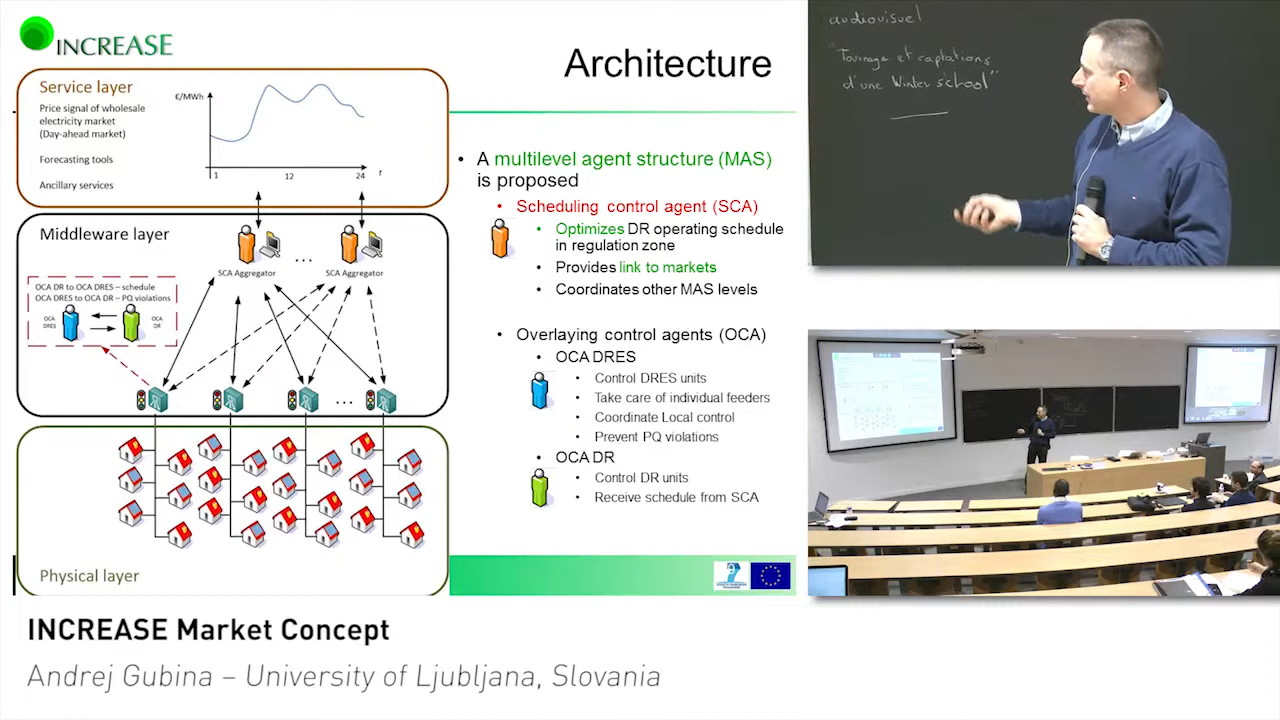 INCREASE
Architecture
Service layer
Price signal of wholesale
electricity market
(Day-ahead market)
Forecasting tools
Ancillary services
€/MWh
1
12
24
t
Middleware layer
SCA Aggregator
...
SCA Aggregator
OCA DR to OCA DRES – schedule
OCA DRES to OCA DR – PQ violations
OCA
DRES
OCA
DR
...
Physical layer
• A multilevel agent structure (MAS)
is proposed
• Scheduling control agent (SCA)
• Optimizes DR operating schedule
in regulation zone
• Provides link to markets
• Coordinates other MAS levels
• Overlaying control agents (OCA)
• OCA DRES
• Control DRES units
• Take care of individual feeders
• Coordinate Local control
• Prevent PQ violations
• OCA DR
• Control DR units
• Receive schedule from SCA
audiovisuel
"Tournage et captations
d'une Winter school"
INCREASE Market Concept
Andrej Gubina – University of Ljubljana, Slovenia